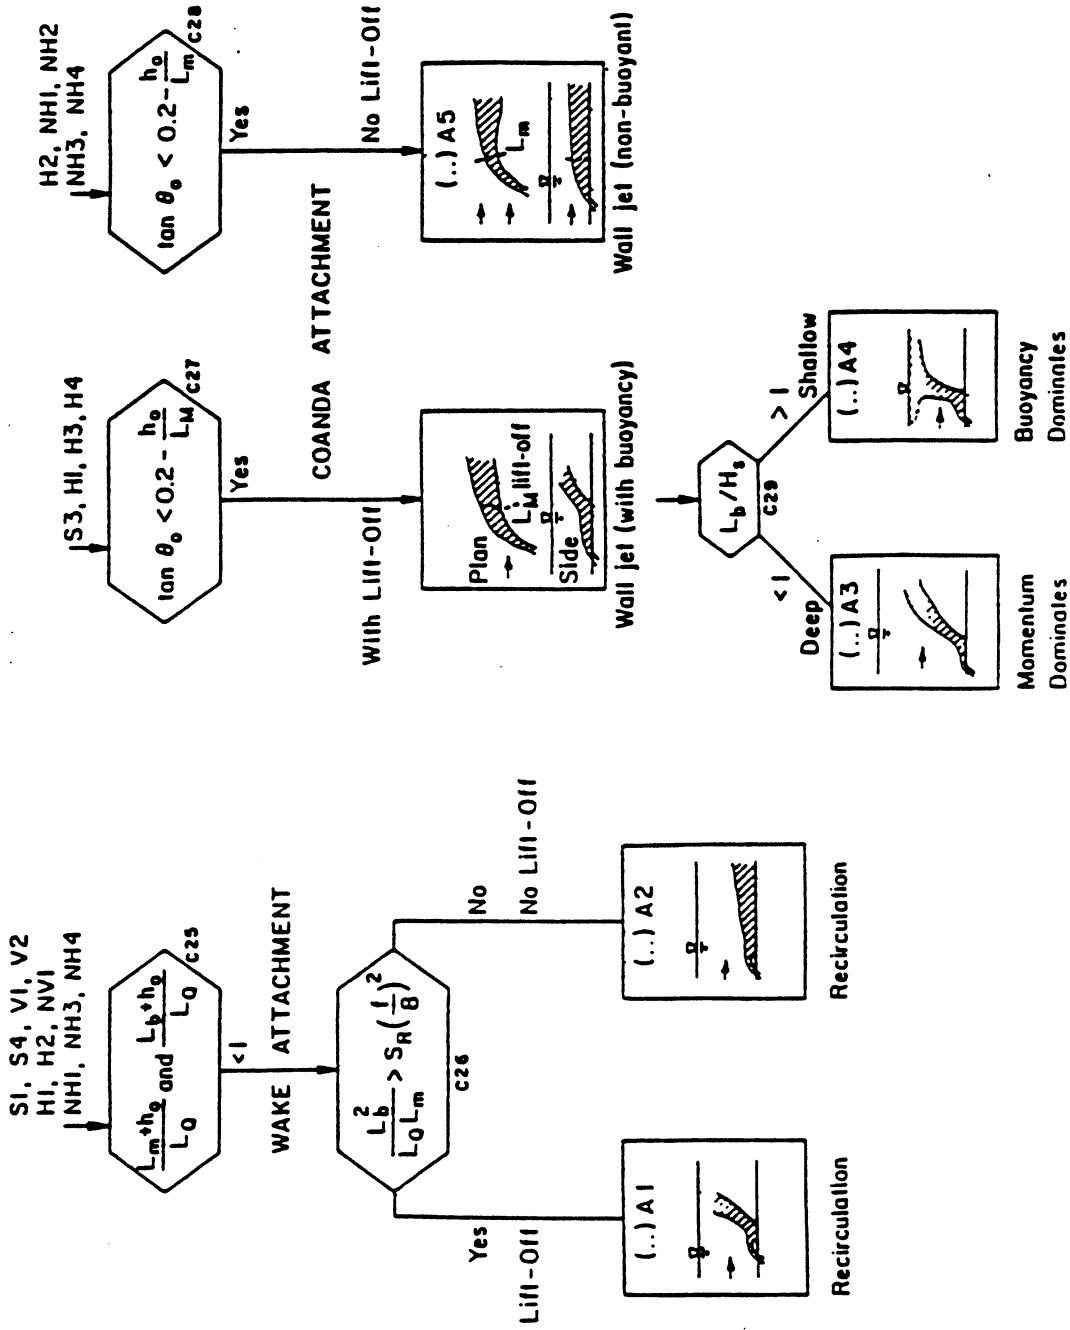 S1, S4, V1, V2
H1, H2, NV1
NH1, NH3, NH4
Lm+ho/LQ and Lb+ho/LQ
C25
<1
WAKE ATTACHMENT
Lb²/LQLm > SR(1/8)²
C26
Yes
Lift-Off
(..) A1
Recirculation
No
No Lift-Off
(..) A2
Recirculation
S3, H1, H3, H4
tan θo < 0.2 - ho/LM
C27
Yes
With Lift-Off
COANDA ATTACHMENT
Plan
LM
lift-off
Side
Wall jet (with buoyancy)
Lb/Hs
C29
<1
Deep
(..) A3
Momentum
Dominates
>1
Shallow
(..) A4
Buoyancy
Dominates
H2, NH1, NH2
NH3, NH4
tan θo < 0.2 - ho/Lm
C28
Yes
No Lift-Off
(..) A5
Lm
Wall jet (non-buoyant)